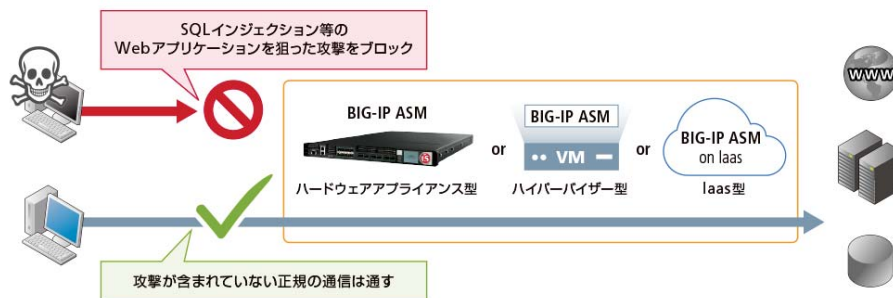 SQLインジェクション等の
Webアプリケーションを狙った攻撃をブロック
BIG-IP ASM
ハードウェアアプライアンス型
or
BIG-IP ASM
•• VM
ハイパーバイザー型
or
BIG-IP ASM
on Iaas
Iaas型
www
攻撃が含まれていない正規の通信は通す